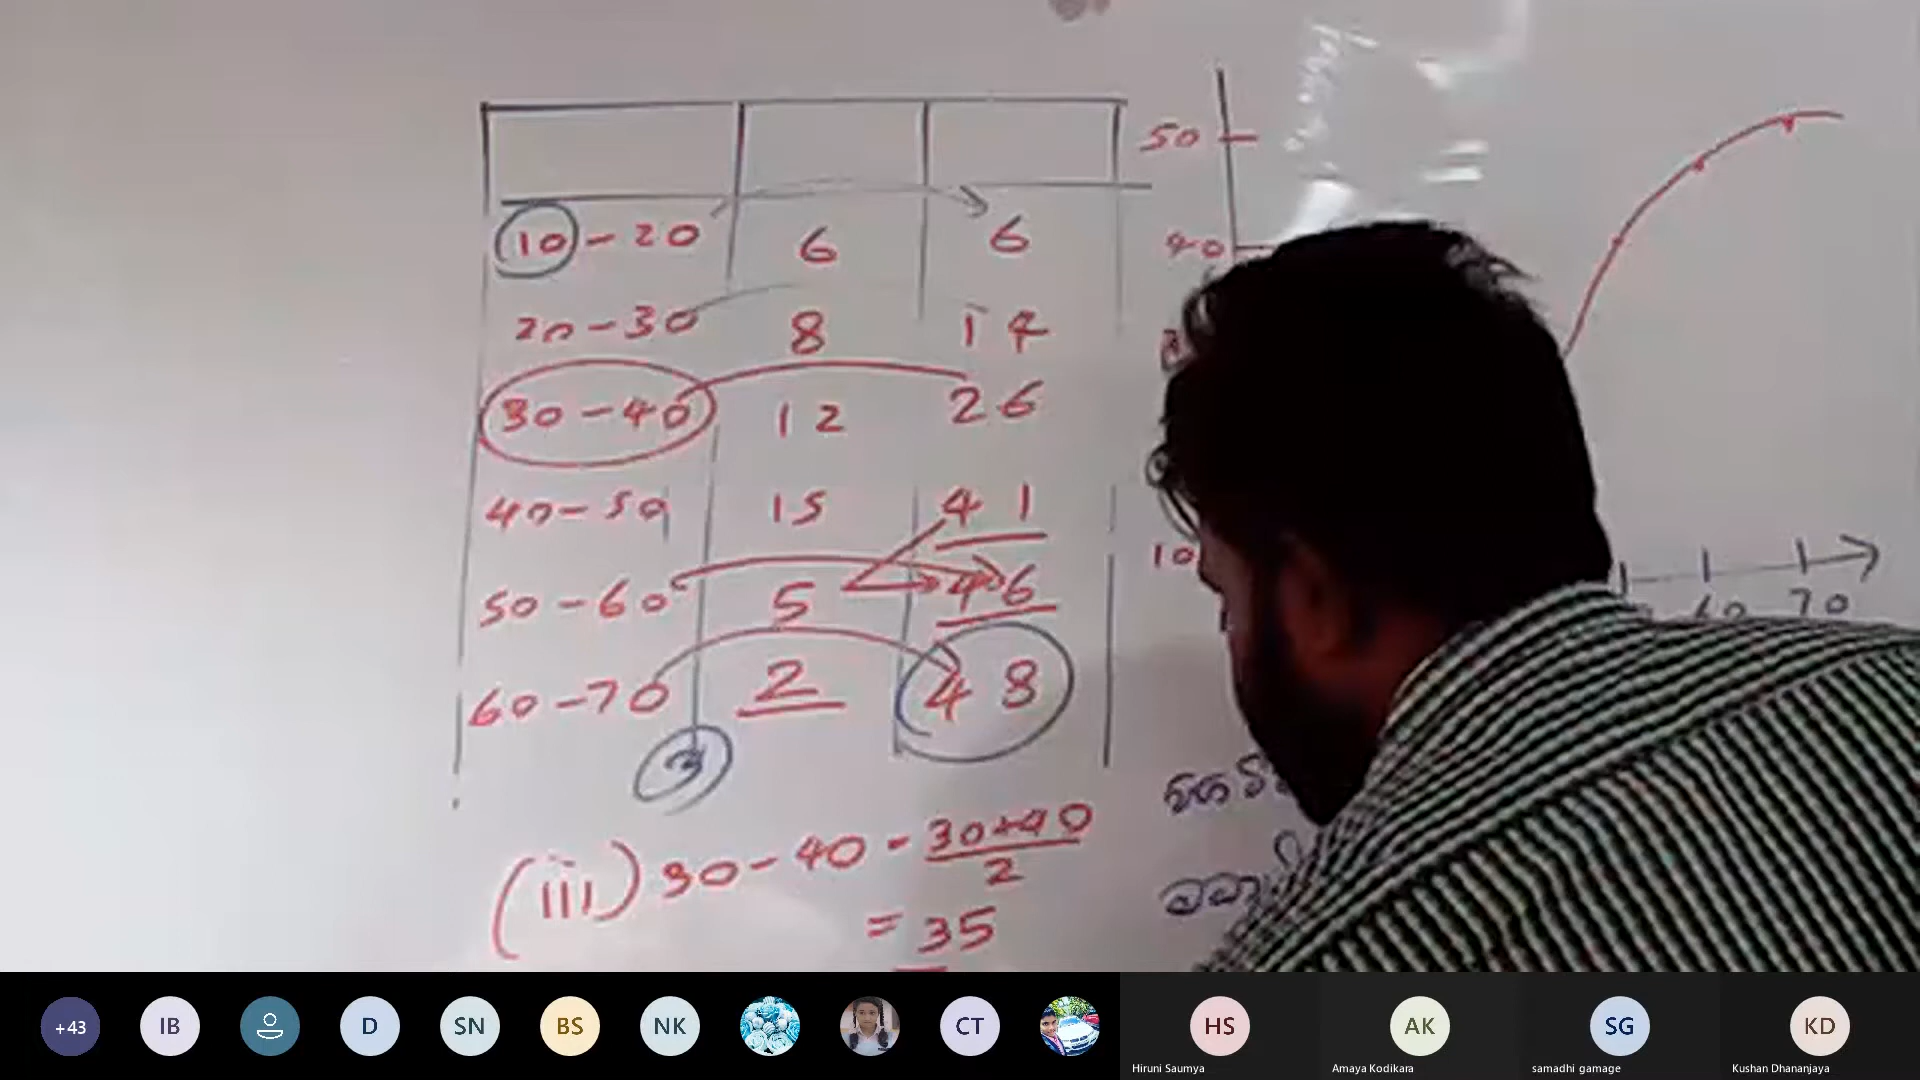 10-20 6 6
20-30 8 14
30-40 12 26
40-50 15 41
50-60 5 46
60-70 2 48
3
(iii) 30-40 - 30+40
2
= 35
50
40
10
70
+43 IB D SN BS NK CT HS AK SG KD
Hiruni Saumya Amaya Kodikara samadhi gamage Kushan Dhananjaya